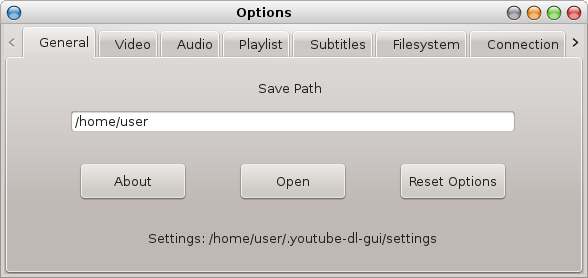 Options
General Video Audio Playlist Subtitles Filesystem Connection
Save Path
/home/user
About Open Reset Options
Settings: /home/user/.youtube-dl-gui/settings